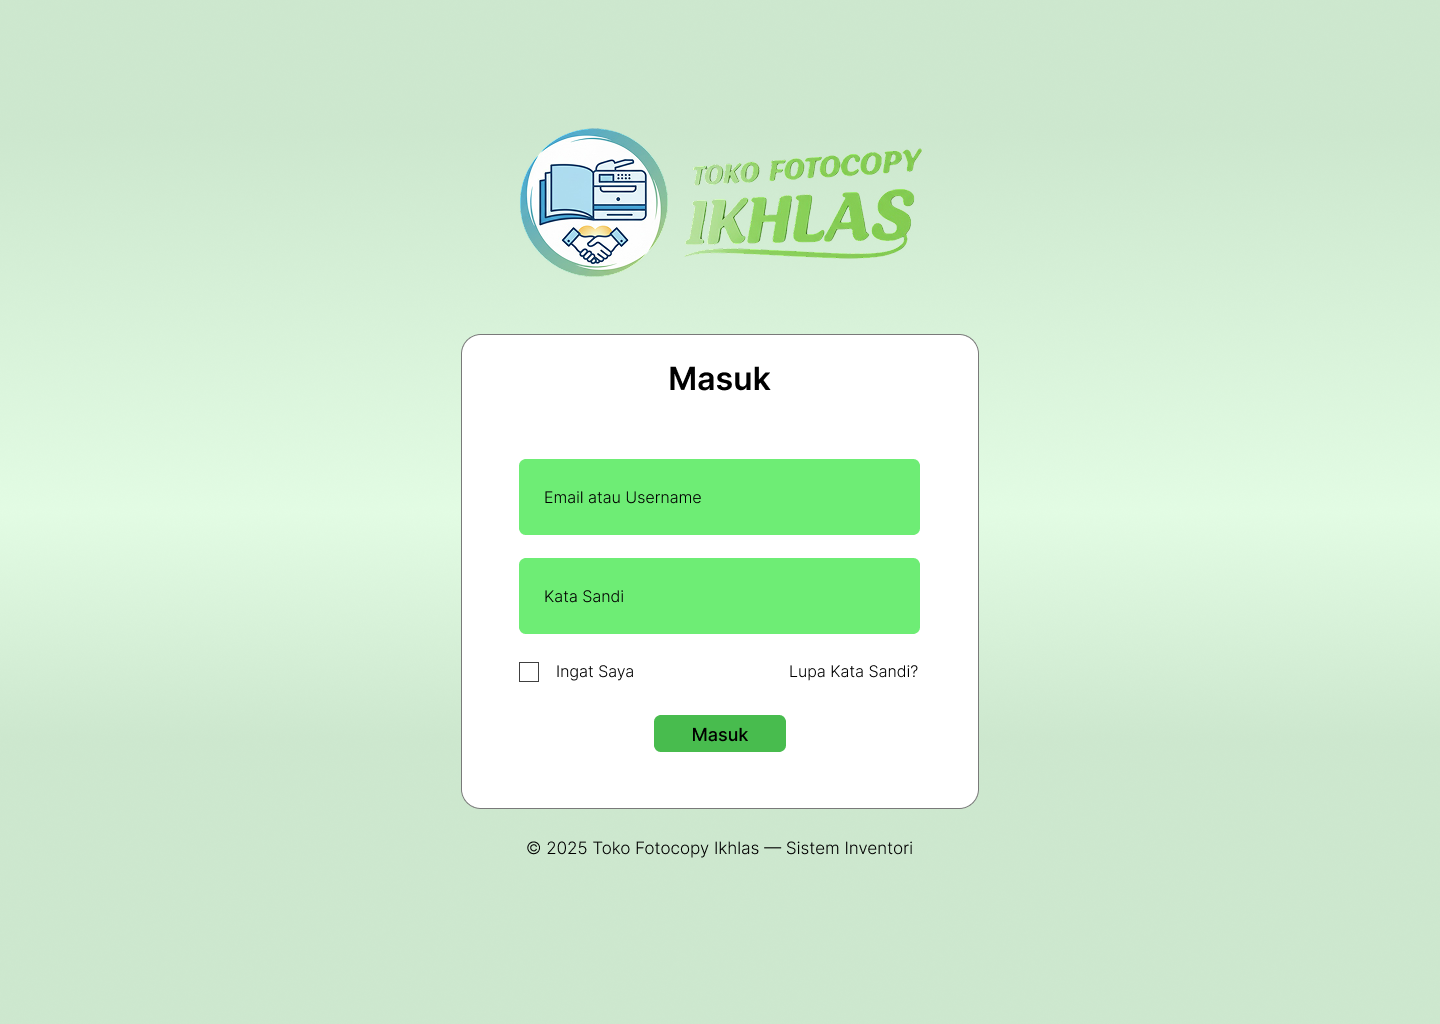 TOKO FOTOCOPY
IKHLAS
Masuk
Email atau Username
Kata Sandi
Ingat Saya
Lupa Kata Sandi?
Masuk
© 2025 Toko Fotocopy Ikhlas — Sistem Inventori